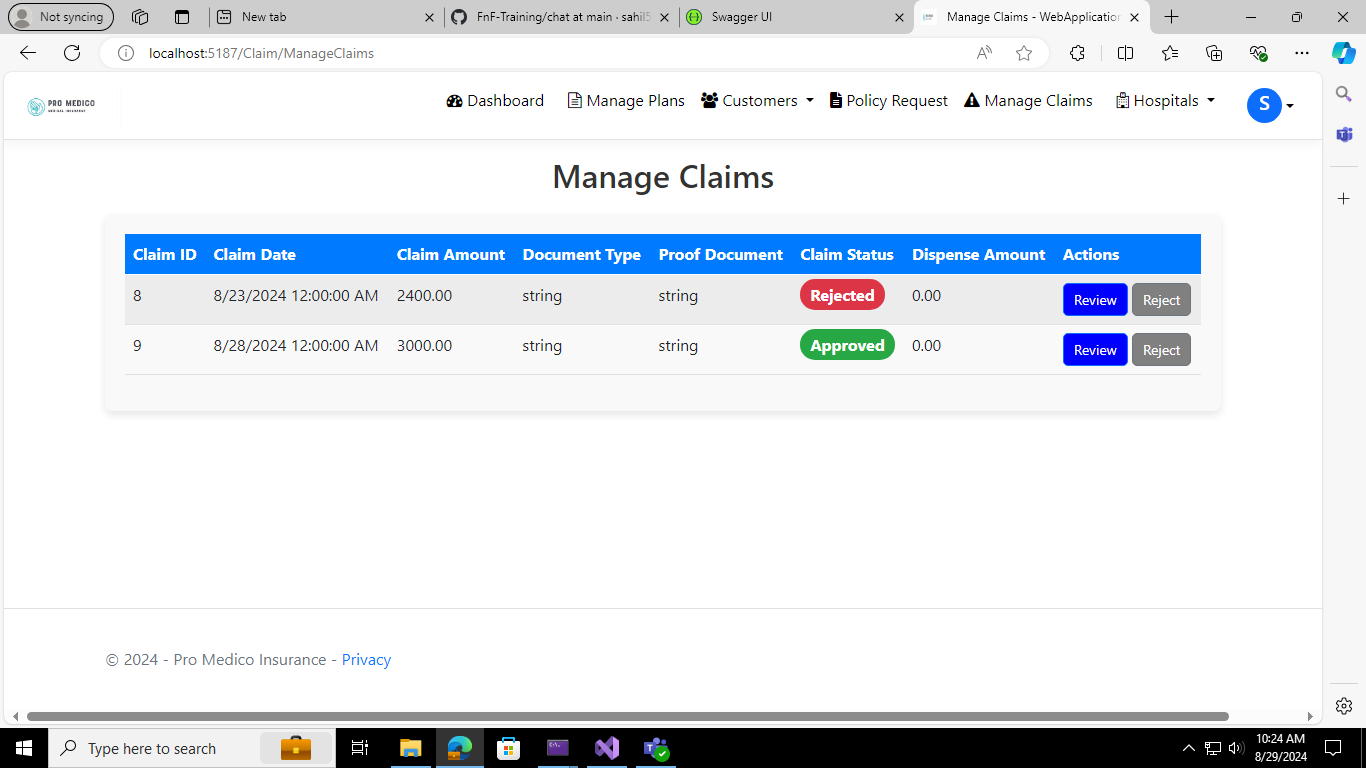 Not syncing
New tab
FnF-Training/chat at main · sahil5
Swagger UI
Manage Claims - WebApplication
localhost:5187/Claim/ManageClaims
PRO MEDICO
MEDICAL INSURANCE
Dashboard
Manage Plans
Customers
Policy Request
Manage Claims
Hospitals
S
Manage Claims
Claim ID Claim Date Claim Amount Document Type Proof Document Claim Status Dispense Amount Actions
8 8/23/2024 12:00:00 AM 2400.00 string string Rejected 0.00 Review Reject
9 8/28/2024 12:00:00 AM 3000.00 string string Approved 0.00 Review Reject
© 2024 - Pro Medico Insurance - Privacy
Type here to search
10:24 AM
8/29/2024